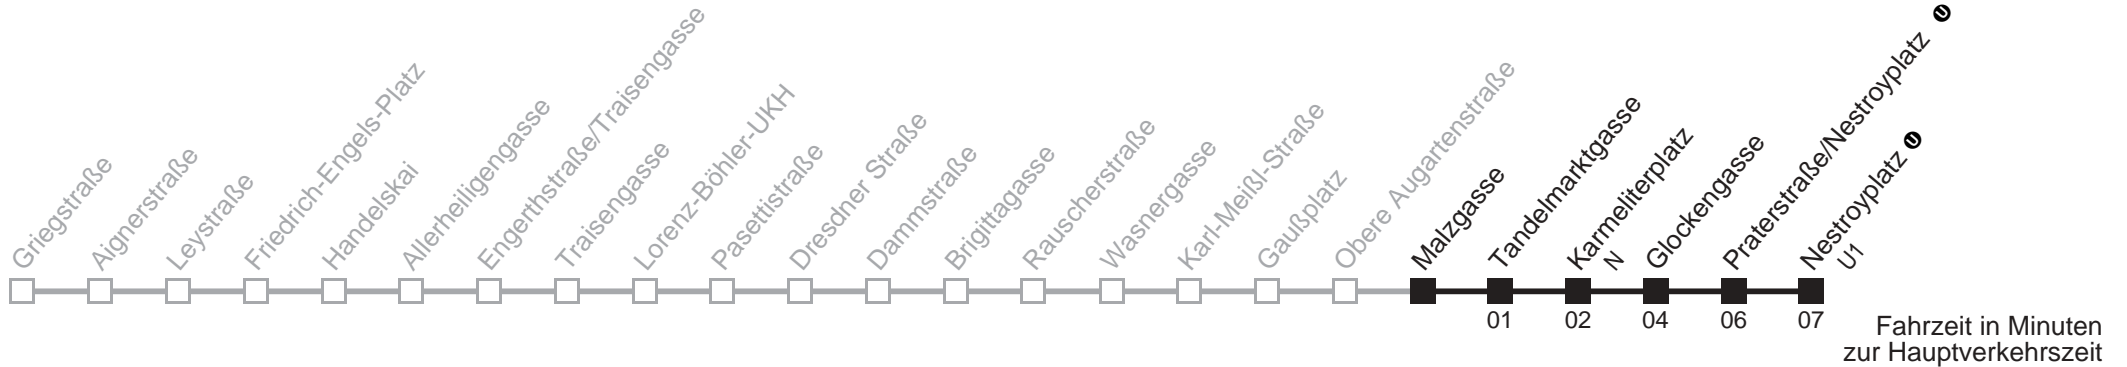 Griegstraße
Aignerstraße
Leystraße
Friedrich-Engels-Platz
Handelskai
Allerheiligengasse
Engerthstraße/Traisengasse
Traisengasse
Lorenz-Böhler-UKH
Pasettistraße
Dresdner Straße
Dammstraße
Brigittagasse
Rauscherstraße
Wasnergasse
Karl-Meißl-Straße
Gaußplatz
Obere Augartenstraße
Malzgasse
Tandelmarktgasse
Karmeliterplatz
N
Glockengasse
Praterstraße/Nestroyplatz U
Nestroyplatz U
U1
01 02 04 06 07
Fahrzeit in Minuten
zur Hauptverkehrszeit